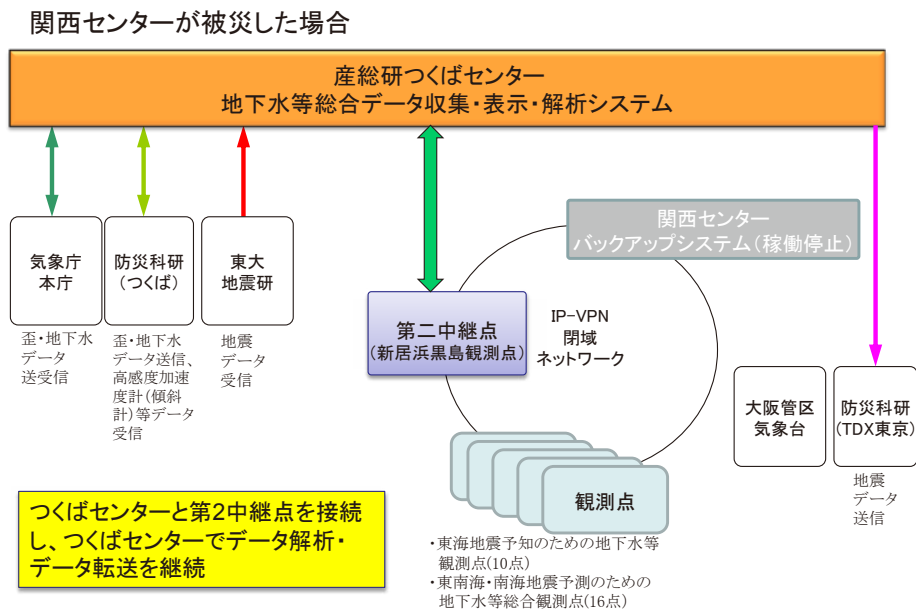 関西センターが被災した場合
産総研つくばセンター
地下水等総合データ収集・表示・解析システム
関西センター
バックアップシステム(稼働停止)
気象庁
本庁
防災科研
(つくば)
東大
地震研
歪・地下水
データ
送受信
歪・地下水
データ送信、
高感度加速
度計(傾斜
計)等データ
受信
地震
データ
受信
第二中継点
(新居浜黒島観測点)
IP-VPN
閉域
ネットワーク
大阪管区
気象台
防災科研
(TDX東京)
地震
データ
送信
観測点
・東海地震予知のための地下水等
観測点(10点)
・東南海・南海地震予測のための
地下水等総合観測点(16点)
つくばセンターと第2中継点を接続
し、つくばセンターでデータ解析・
データ転送を継続